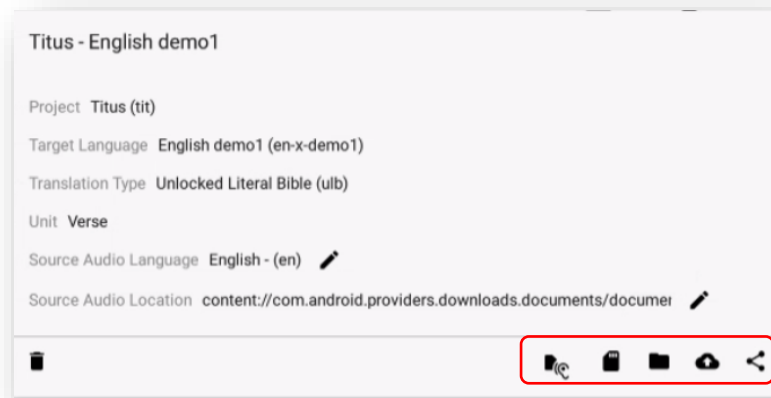 Titus - English demo1
Project Titus (tit)
Target Language English demo1 (en-x-demo1)
Translation Type Unlocked Literal Bible (ulb)
Unit Verse
Source Audio Language English - (en)
Source Audio Location content://com.android.providers.downloads.documents/documer